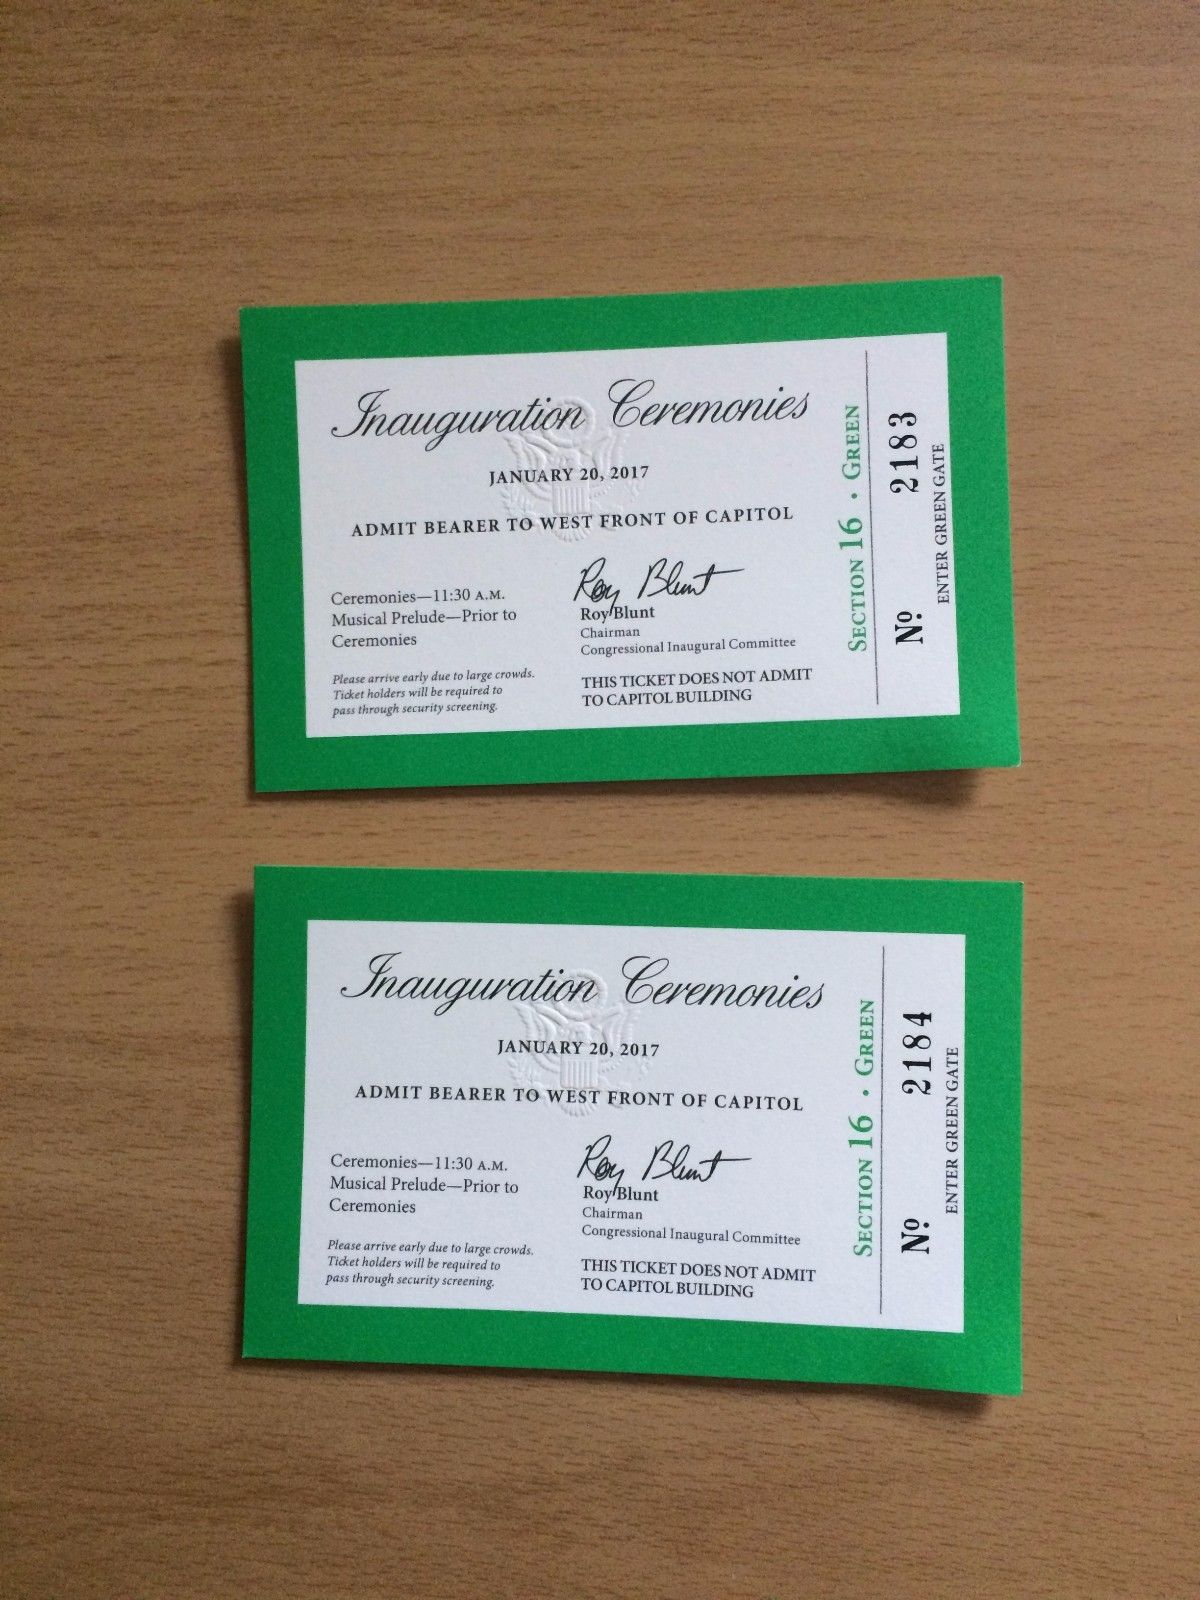 Inauguration Ceremonies
JANUARY 20, 2017
ADMIT BEARER TO WEST FRONT OF CAPITOL
Ceremonies—11:30 A.M.
Musical Prelude—Prior to
Ceremonies
Please arrive early due to large crowds.
Ticket holders will be required to
pass through security screening.
Roy Blunt
Roy Blunt
Chairman
Congressional Inaugural Committee
THIS TICKET DOES NOT ADMIT
TO CAPITOL BUILDING
SECTION 16 · GREEN
Nº 2183
ENTER GREEN GATE
Inauguration Ceremonies
JANUARY 20, 2017
ADMIT BEARER TO WEST FRONT OF CAPITOL
Ceremonies—11:30 A.M.
Musical Prelude—Prior to
Ceremonies
Please arrive early due to large crowds.
Ticket holders will be required to
pass through security screening.
Roy Blunt
Roy Blunt
Chairman
Congressional Inaugural Committee
THIS TICKET DOES NOT ADMIT
TO CAPITOL BUILDING
SECTION 16 · GREEN
Nº 2184
ENTER GREEN GATE